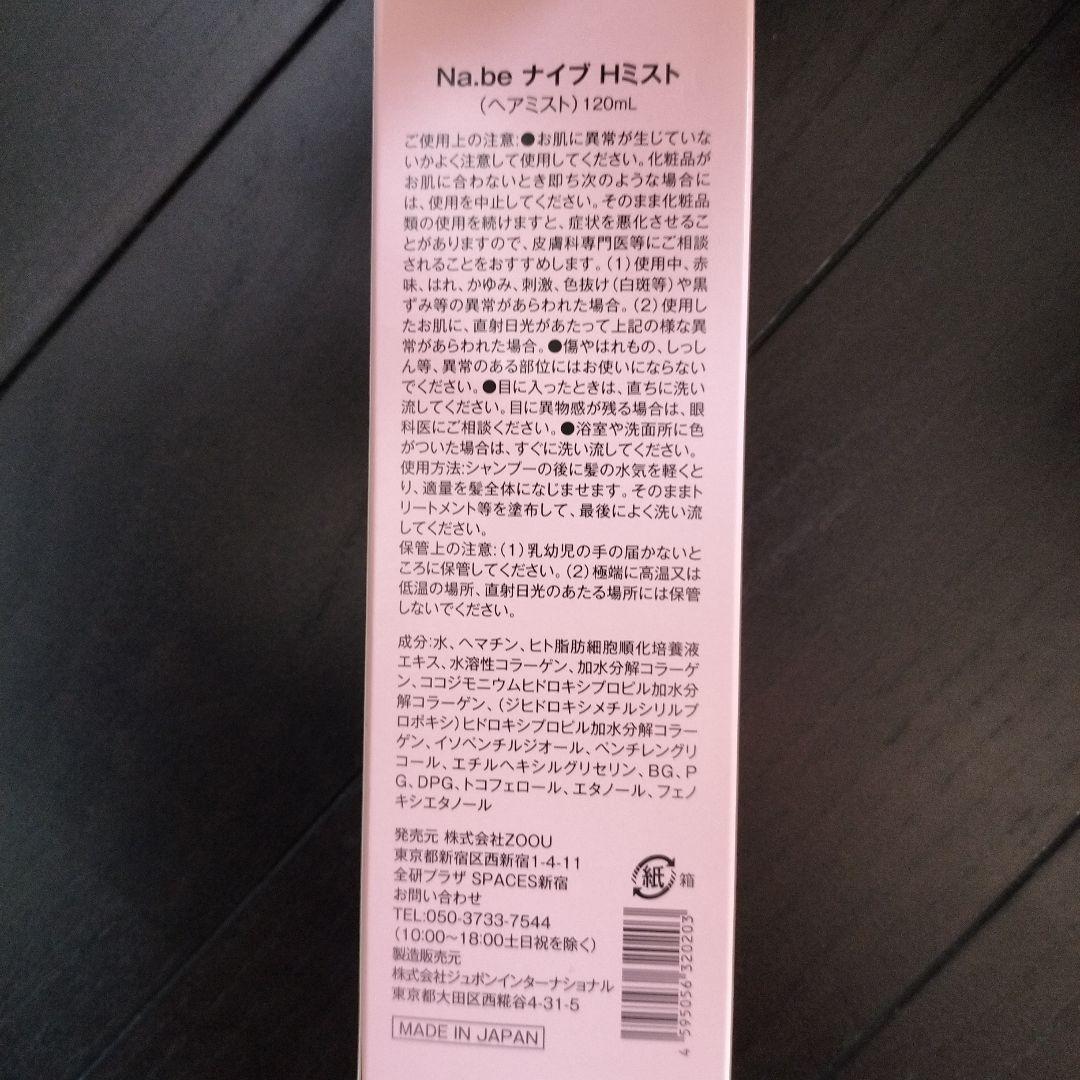 Na.be ナイブ Hミスト
(ヘアミスト)120mL
ご使用上の注意:●お肌に異常が生じていな
いかよく注意して使用してください。化粧品が
お肌に合わないとき即ち次のような場合に
は、使用を中止してください。そのまま化粧品
類の使用を続けますと、症状を悪化させるこ
とがありますので、皮膚科専門医等にご相談
されることをおすすめします。(1)使用中、赤
味、はれ、かゆみ、刺激、色抜け(白斑等)や黒
ずみ等の異常があらわれた場合。(2)使用し
たお肌に、直射日光があたって上記の様な異
常があらわれた場合。●傷やはれもの、しっし
ん等、異常のある部位にはお使いにならない
でください。●目に入ったときは、直ちに洗い
流してください。目に異物感が残る場合は、眼
科医にご相談ください。●浴室や洗面所に色
がついた場合は、すぐに洗い流してください。
使用方法:シャンプーの後に髪の水気を軽くと
り、適量を髪全体になじませます。そのままト
リートメント等を塗布して、最後によく洗い流
してください。
保管上の注意:(1)乳幼児の手の届かないと
ころに保管してください。(2)極端に高温又は
低温の場所、直射日光のあたる場所には保管
しないでください。
成分:水、ヘマチン、ヒト脂肪細胞順化培養液
エキス、水溶性コラーゲン、加水分解コラーゲ
ン、ココジモニウムヒドロキシプロピル加水分
解コラーゲン、(ジヒドロキシメチルシリルプ
ロポキシ)ヒドロキシプロピル加水分解コラー
ゲン、イソペンチルジオール、ペンチレングリ
コール、エチルヘキシルグリセリン、BG、P
G、DPG、トコフェロール、エタノール、フェノ
キシエタノール
発売元 株式会社ZOOU
東京都新宿区西新宿1-4-11
全研プラザ SPACES新宿
お問い合わせ
TEL:050-3733-7544
(10:00~18:00土日祝を除く)
製造販売元
株式会社ジュポンインターナショナル
東京都大田区西糀谷4-31-5
MADE IN JAPAN
紙 箱
4 595056 320203